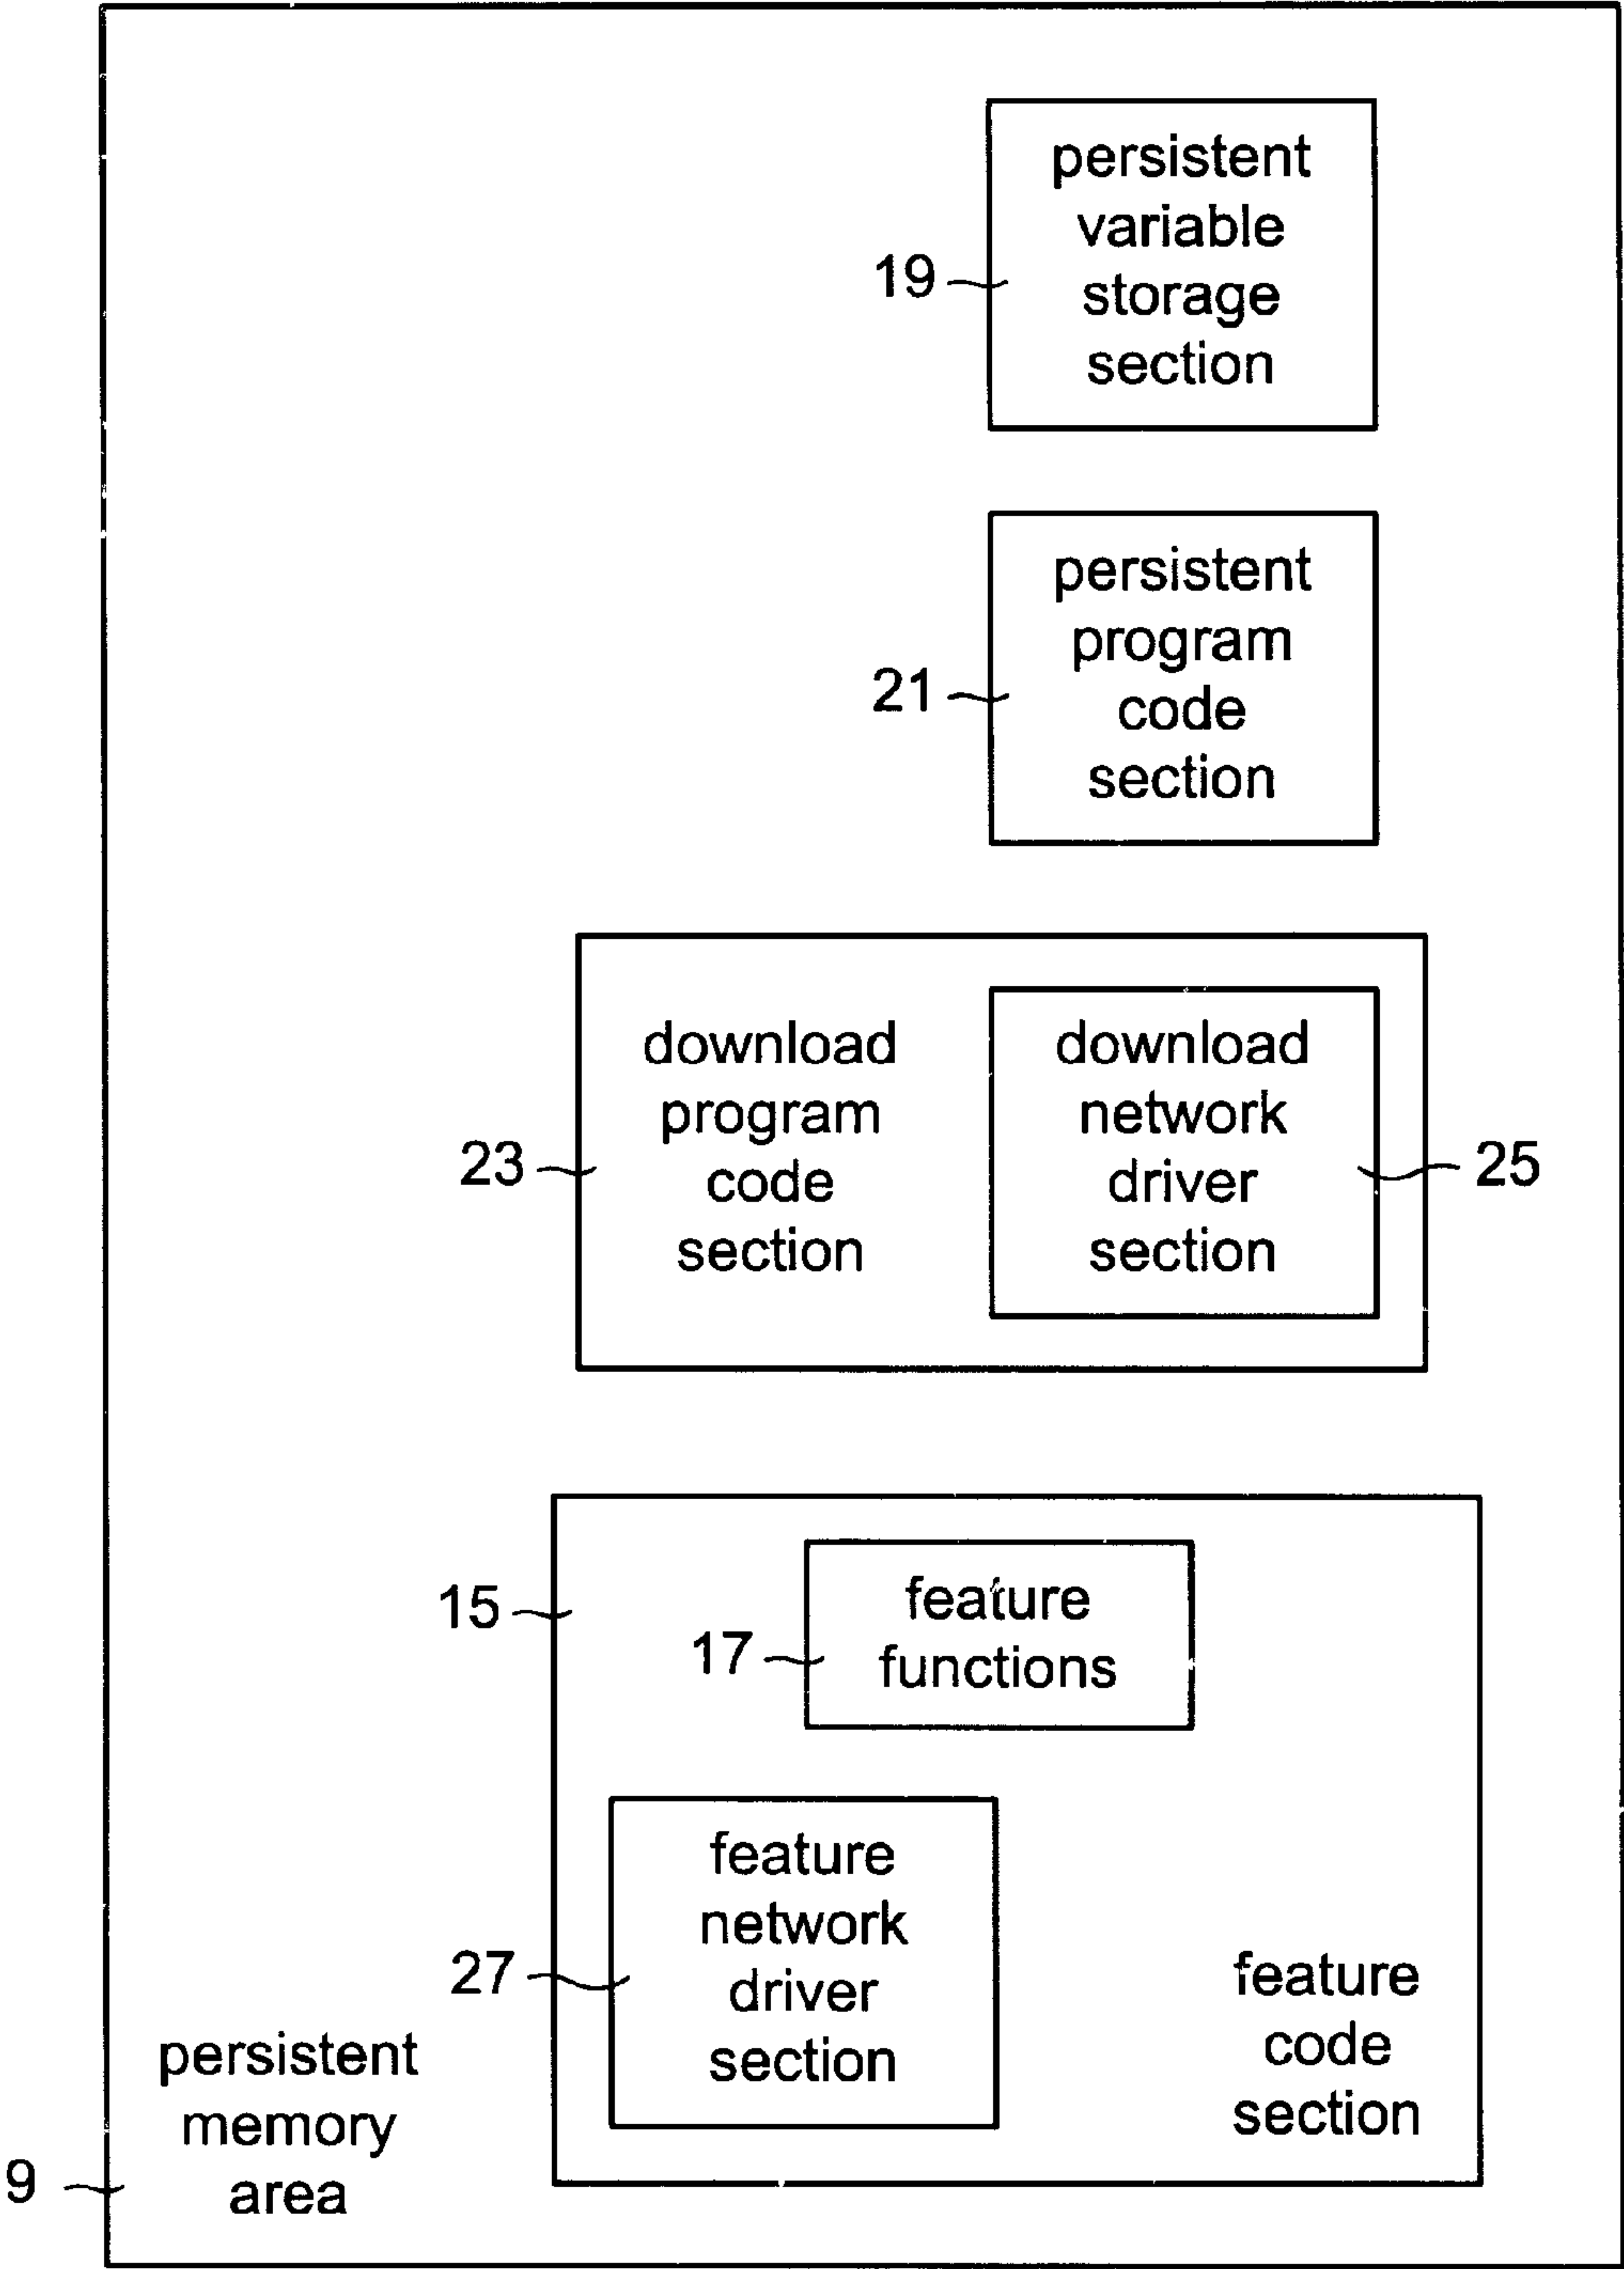 persistent
variable
storage
section
19
persistent
program
code
section
21
download
program
code
section
23
download
network
driver
section
25
15
feature
functions
17
feature
network
driver
section
27
feature
code
section
persistent
memory
area
9